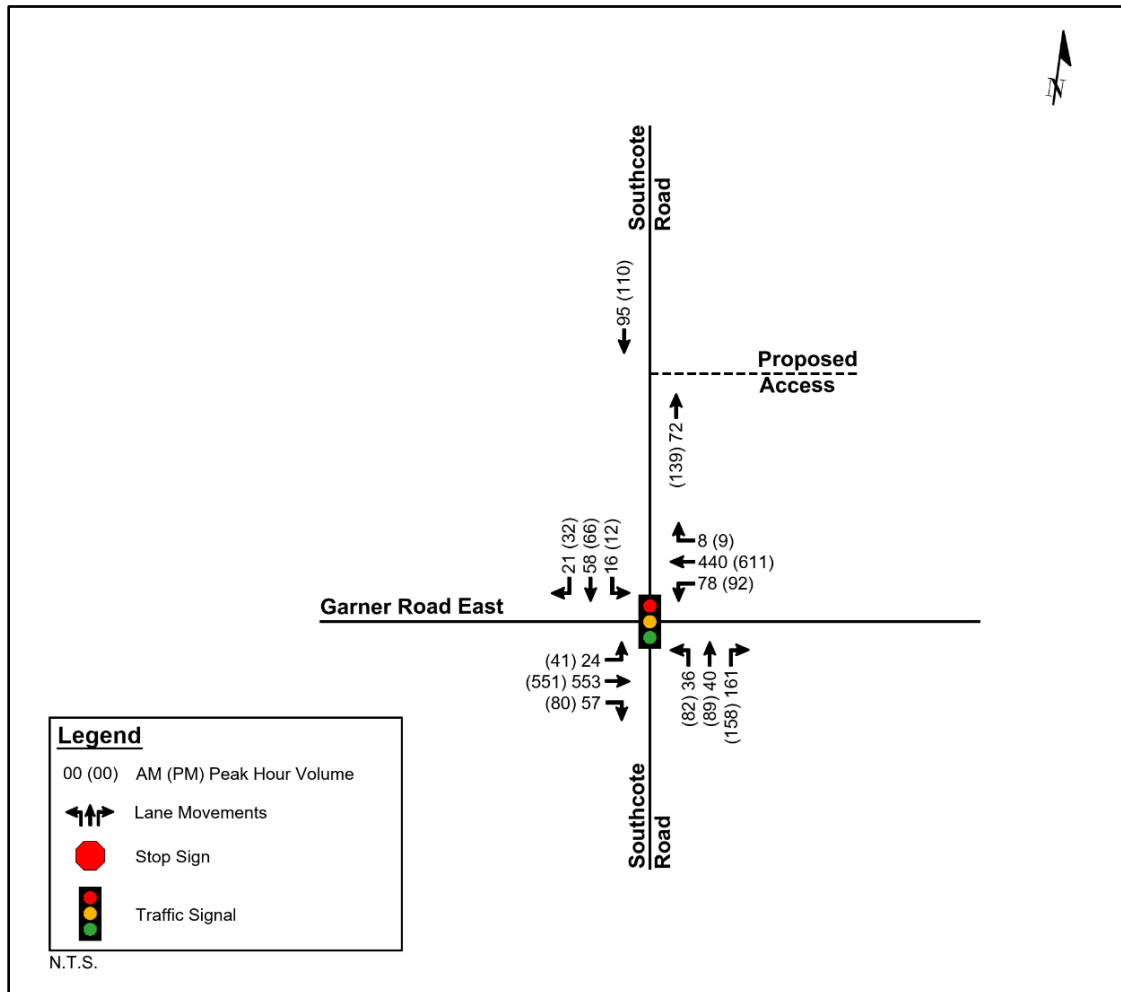 N
Southcote
Road
95 (110)
Proposed
Access
(139) 72
21 (32)
58 (66)
16 (12)
8 (9)
440 (611)
78 (92)
Garner Road East
(41) 24
(551) 553
(80) 57
(82) 36
(89) 40
(158) 161
Southcote
Road
Legend
00 (00) AM (PM) Peak Hour Volume
Lane Movements
Stop Sign
Traffic Signal
N.T.S.